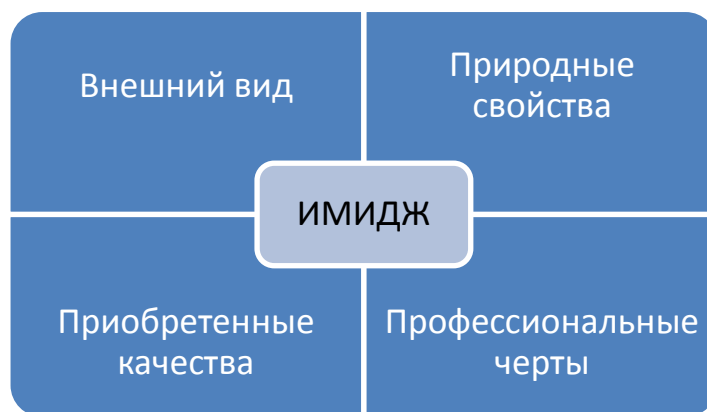 Внешний вид
Природные
свойства
ИМИДЖ
Приобретенные
качества
Профессиональные
черты